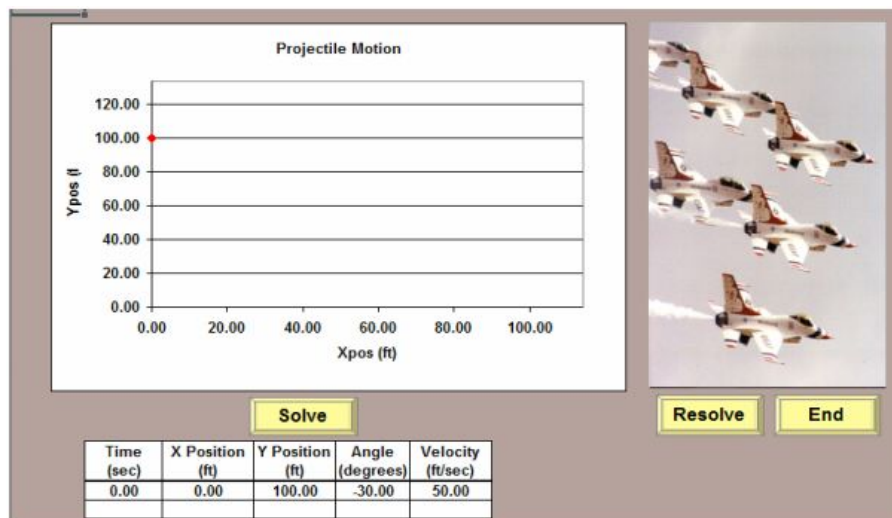 Projectile Motion
120.00
100.00
80.00
60.00
40.00
20.00
0.00
Ypos (f
0.00 20.00 40.00 60.00 80.00 100.00
Xpos (ft)
Solve
Resolve End
Time X Position Y Position Angle Velocity
(sec) (ft) (ft) (degrees) (ft/sec)
0.00 0.00 100.00 -30.00 50.00